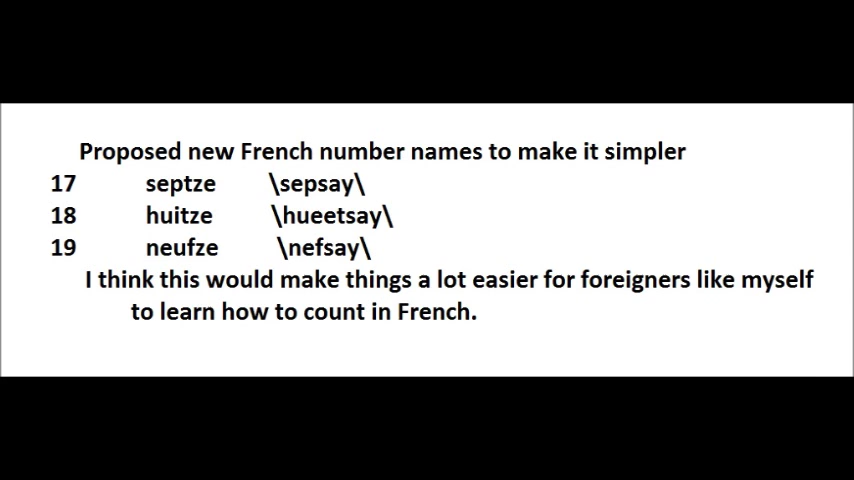 Proposed new French number names to make it simpler
17 septze \sepsay\
18 huitze \hueetsay\
19 neufze \nefsay\
I think this would make things a lot easier for foreigners like myself
to learn how to count in French.